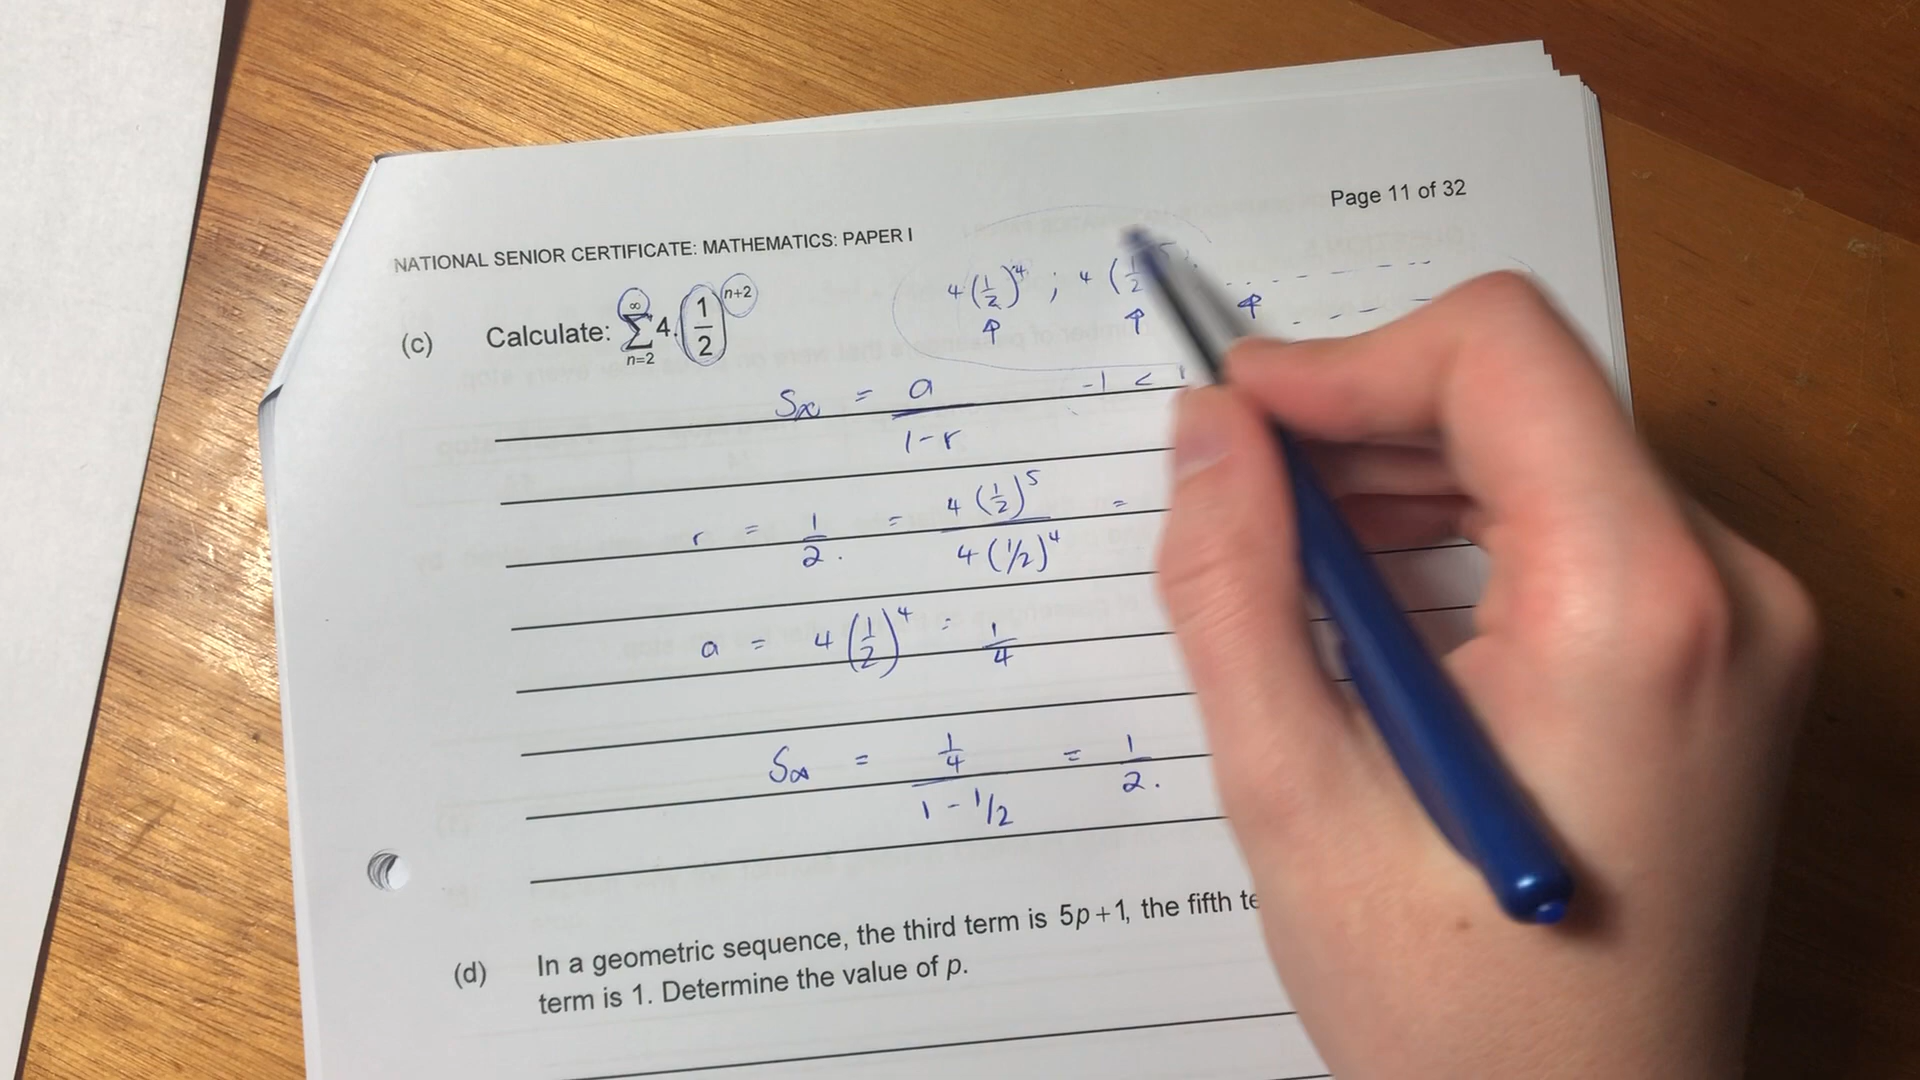 Page 11 of 32
NATIONAL SENIOR CERTIFICATE: MATHEMATICS: PAPER I
4(1/2)^4 ; 4(1/2)^5
(c) Calculate: ∞∑n=2 4.(1/2)^n+2
S∞ = a/(1-r) -1 <
r = 1/2. = 4(1/2)^5 / 4(1/2)^4 =
a = 4(1/2)^4 = 1/4
S∞ = 1/4 / (1 - 1/2) = 1/2.
(d) In a geometric sequence, the third term is 5p+1, the fifth
term is 1. Determine the value of p.